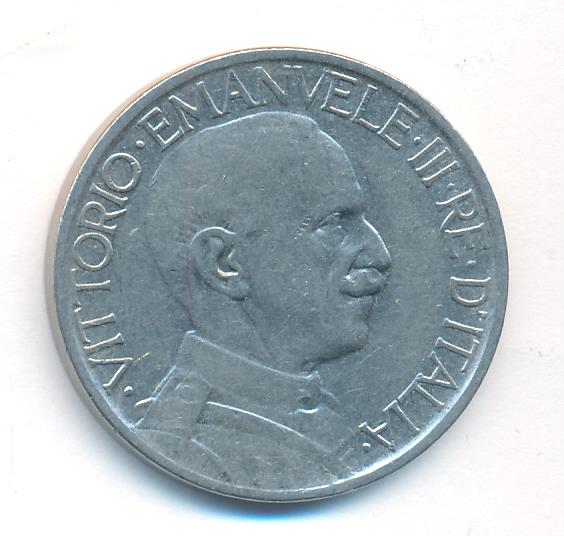 · VITTORIO · EMANVELE · III · RE · D'ITALIA ·